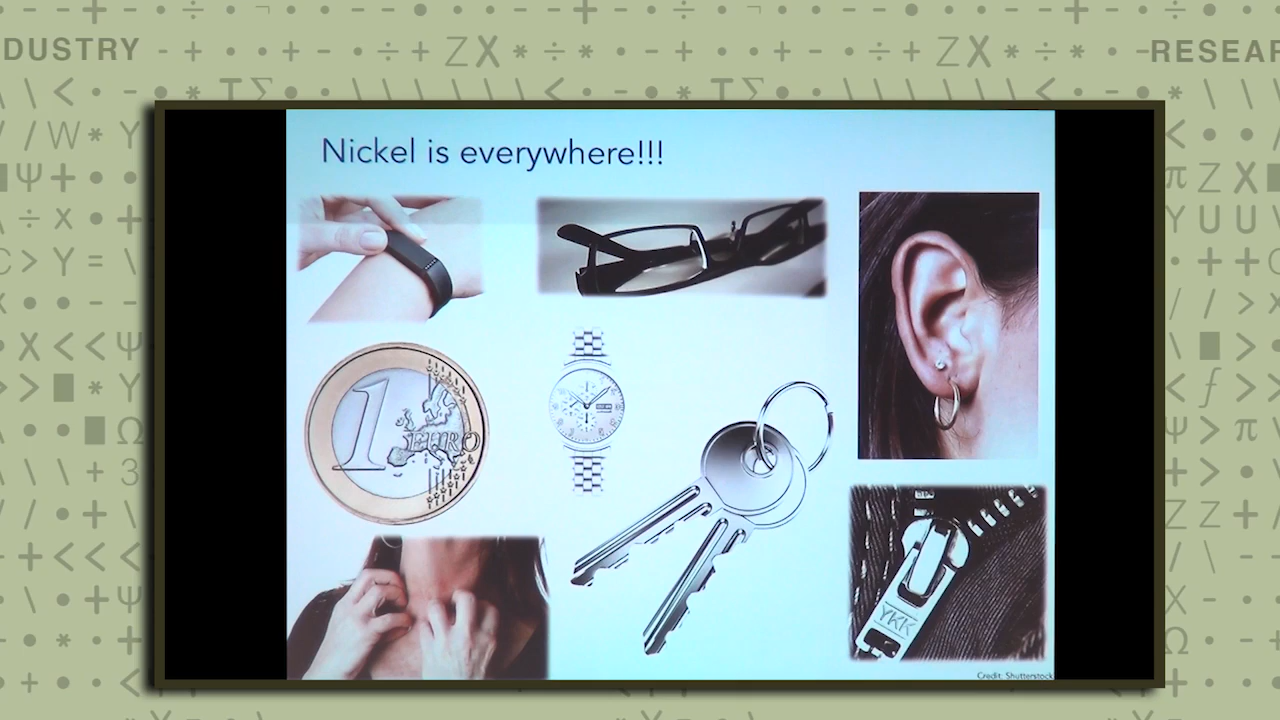 DUSTRY
RESEAR
Nickel is everywhere!!!
1 EURO
YKK
Credit: Shutterstock